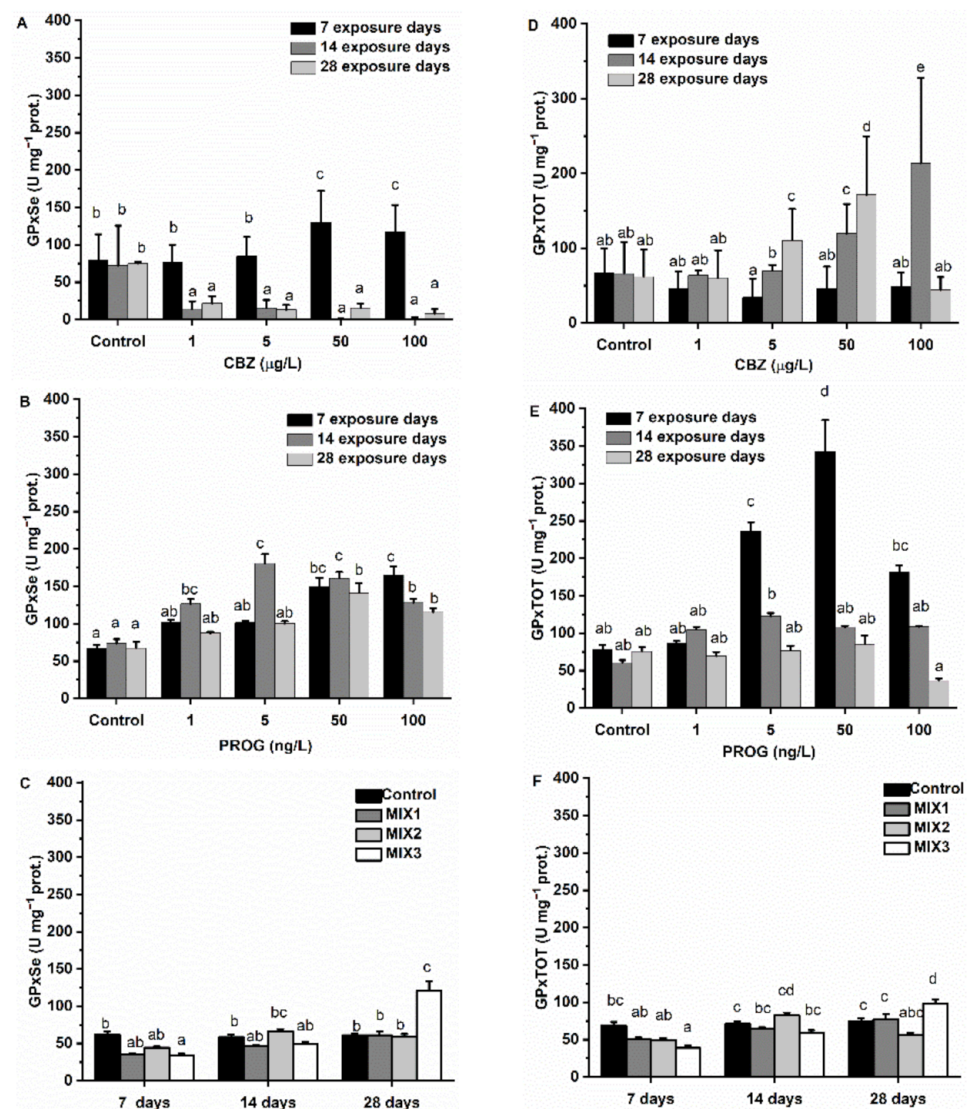 A
400
350
300
250
200
150
100
50
0
GPxSe (U mg⁻¹ prot.)
7 exposure days
14 exposure days
28 exposure days
b b b
b a a
b a a
c a a
c a a
Control 1 5 50 100
CBZ (µg/L)
D
400
350
300
250
200
150
100
50
0
GPxTOT (U mg⁻¹ prot.)
7 exposure days
14 exposure days
28 exposure days
ab ab ab
ab ab ab
ab b c
ab c d
ab e ab
Control 1 5 50 100
CBZ (µg/L)
B
400
350
300
250
200
150
100
50
0
GPxSe (U mg⁻¹ prot.)
7 exposure days
14 exposure days
28 exposure days
a a a
ab bc ab
ab c ab
bc c b
c b b
Control 1 5 50 100
PROG (ng/L)
E
400
350
300
250
200
150
100
50
0
GPxTOT (U mg⁻¹ prot.)
7 exposure days
14 exposure days
28 exposure days
ab ab ab
ab ab ab
c b ab
d ab ab
bc ab a
Control 1 5 50 100
PROG (ng/L)
C
400
350
300
250
200
150
100
50
0
GPxSe (U mg⁻¹ prot.)
Control
MIX1
MIX2
MIX3
b ab ab a
b ab bc ab
b b b c
7 days 14 days 28 days
F
400
350
300
250
200
150
100
50
0
GPxTOT (U mg⁻¹ prot.)
Control
MIX1
MIX2
MIX3
bc ab ab a
c bc cd bc
c c abc d
7 days 14 days 28 days